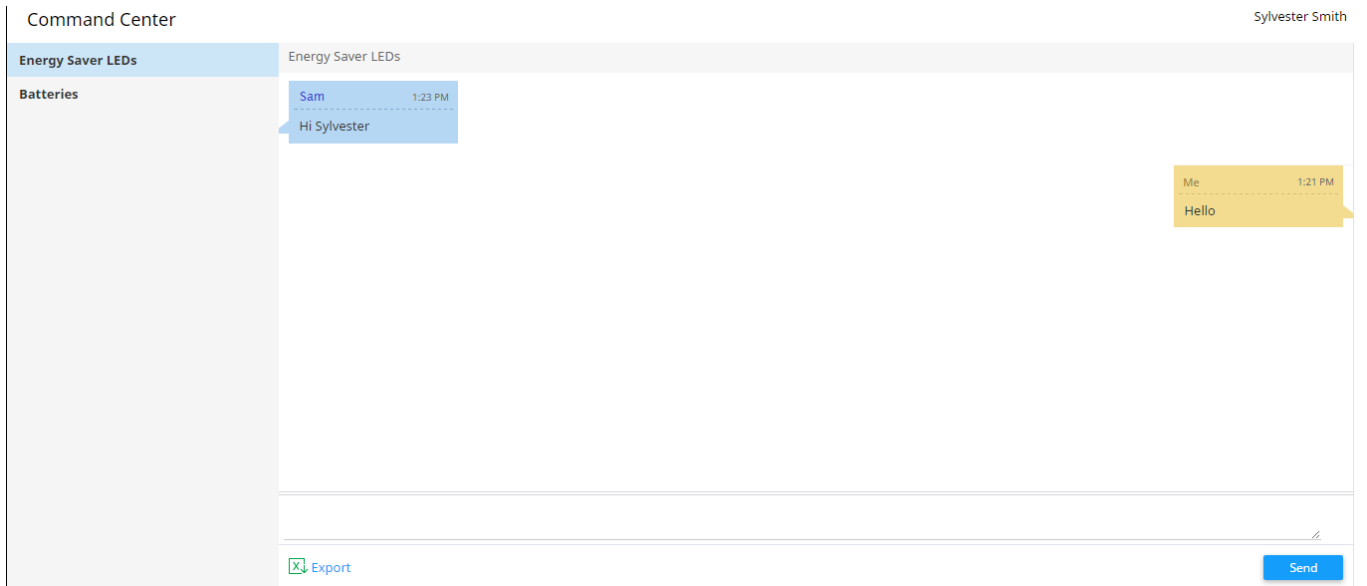 Command Center
Sylvester Smith
Energy Saver LEDs
Batteries
Energy Saver LEDs
Sam 1:23 PM
Hi Sylvester
Me 1:21 PM
Hello
Export
Send